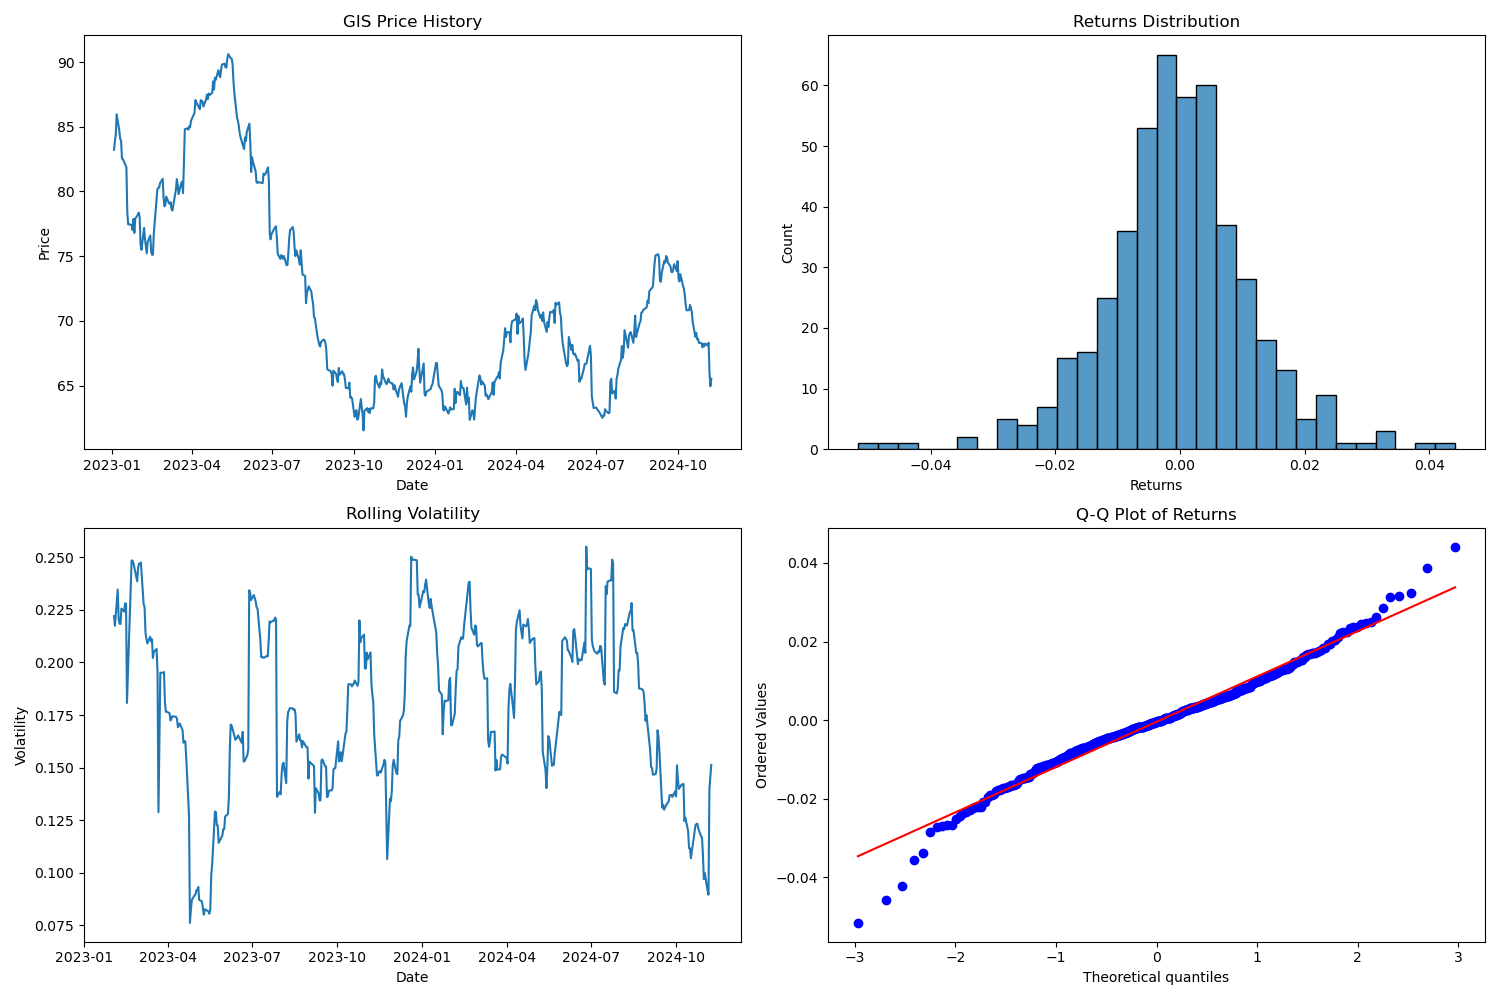 GIS Price History
Price
90
85
80
75
70
65
2023-01 2023-04 2023-07 2023-10 2024-01 2024-04 2024-07 2024-10
Date
Returns Distribution
Count
60
50
40
30
20
10
0
−0.04 −0.02 0.00 0.02 0.04
Returns
Rolling Volatility
Volatility
0.250
0.225
0.200
0.175
0.150
0.125
0.100
0.075
2023-01 2023-04 2023-07 2023-10 2024-01 2024-04 2024-07 2024-10
Date
Q-Q Plot of Returns
Ordered Values
0.04
0.02
0.00
−0.02
−0.04
−3 −2 −1 0 1 2 3
Theoretical quantiles